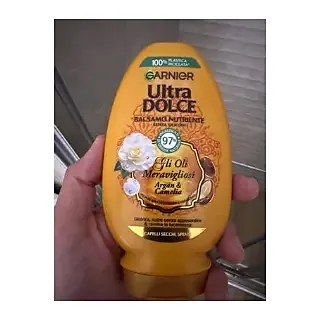 100% PLASTICA
RICICLATA
GARNIER
Ultra
DOLCE
BALSAMO NUTRIENTE
97%
Gli Oli
Meravigliosi
Argan &
Camelia
CAPELLI SECCHI, SPENTI